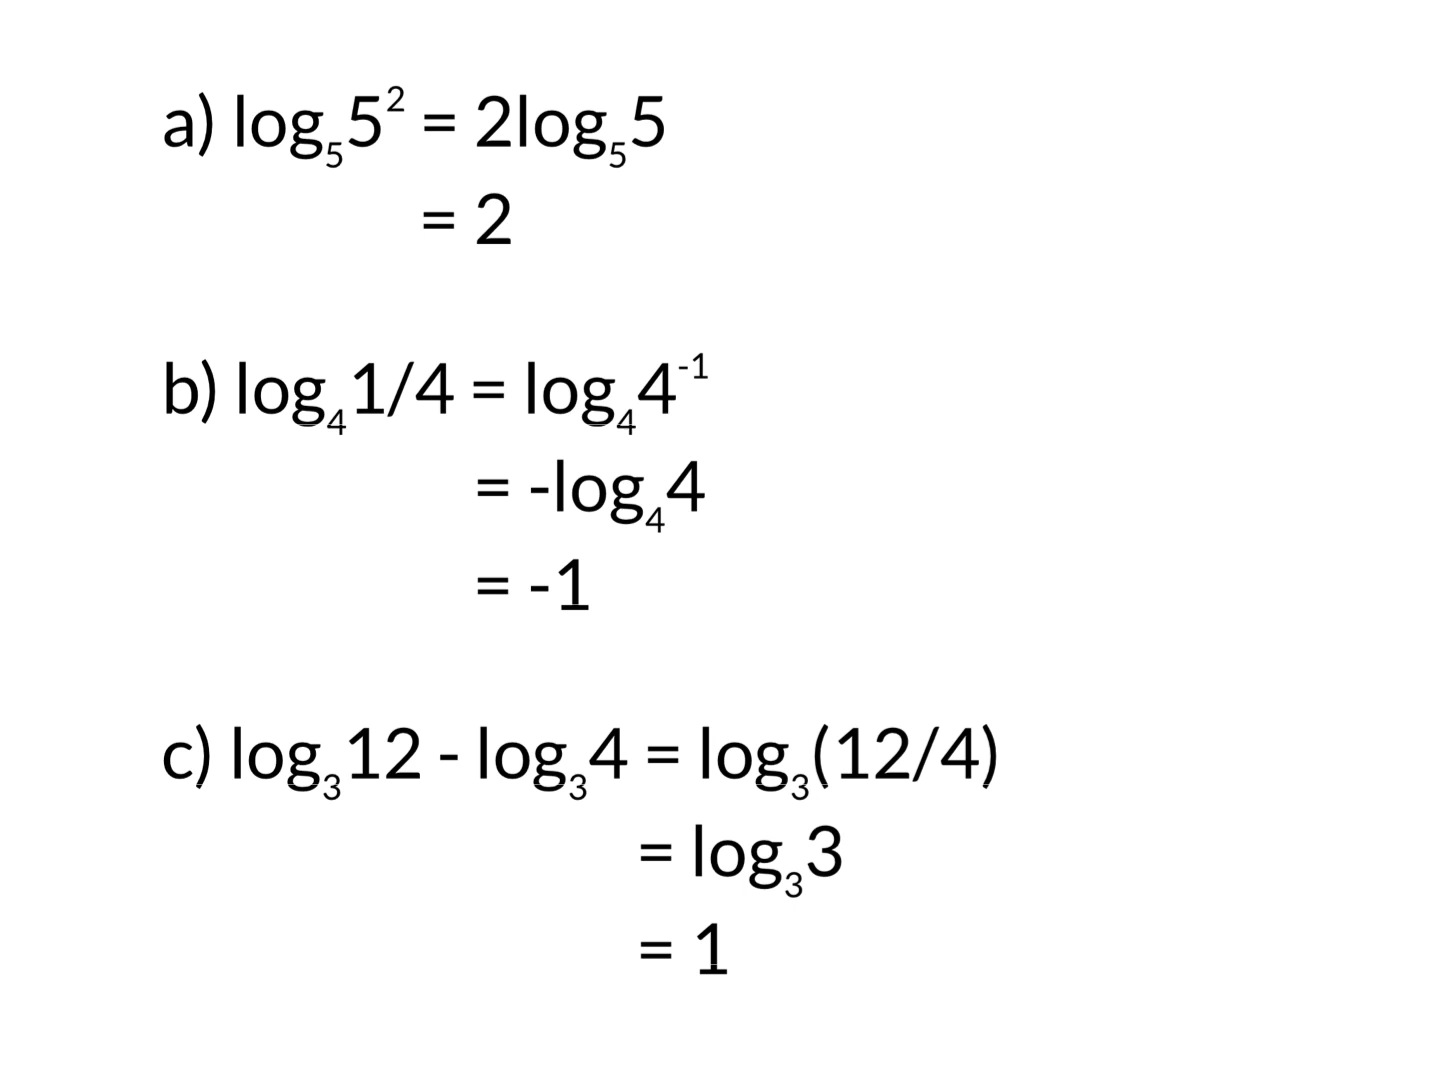 a) log₅5² = 2log₅5
= 2
b) log₄1/4 = log₄4⁻¹
= -log₄4
= -1
c) log₃12 - log₃4 = log₃(12/4)
= log₃3
= 1